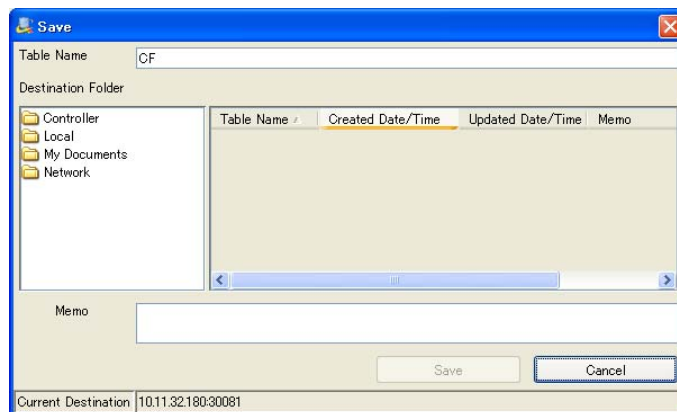 Save
Table Name CF
Destination Folder
Controller
Local
My Documents
Network
Table Name Created Date/Time Updated Date/Time Memo
Memo
Save Cancel
Current Destination 10.11.32.180:30081